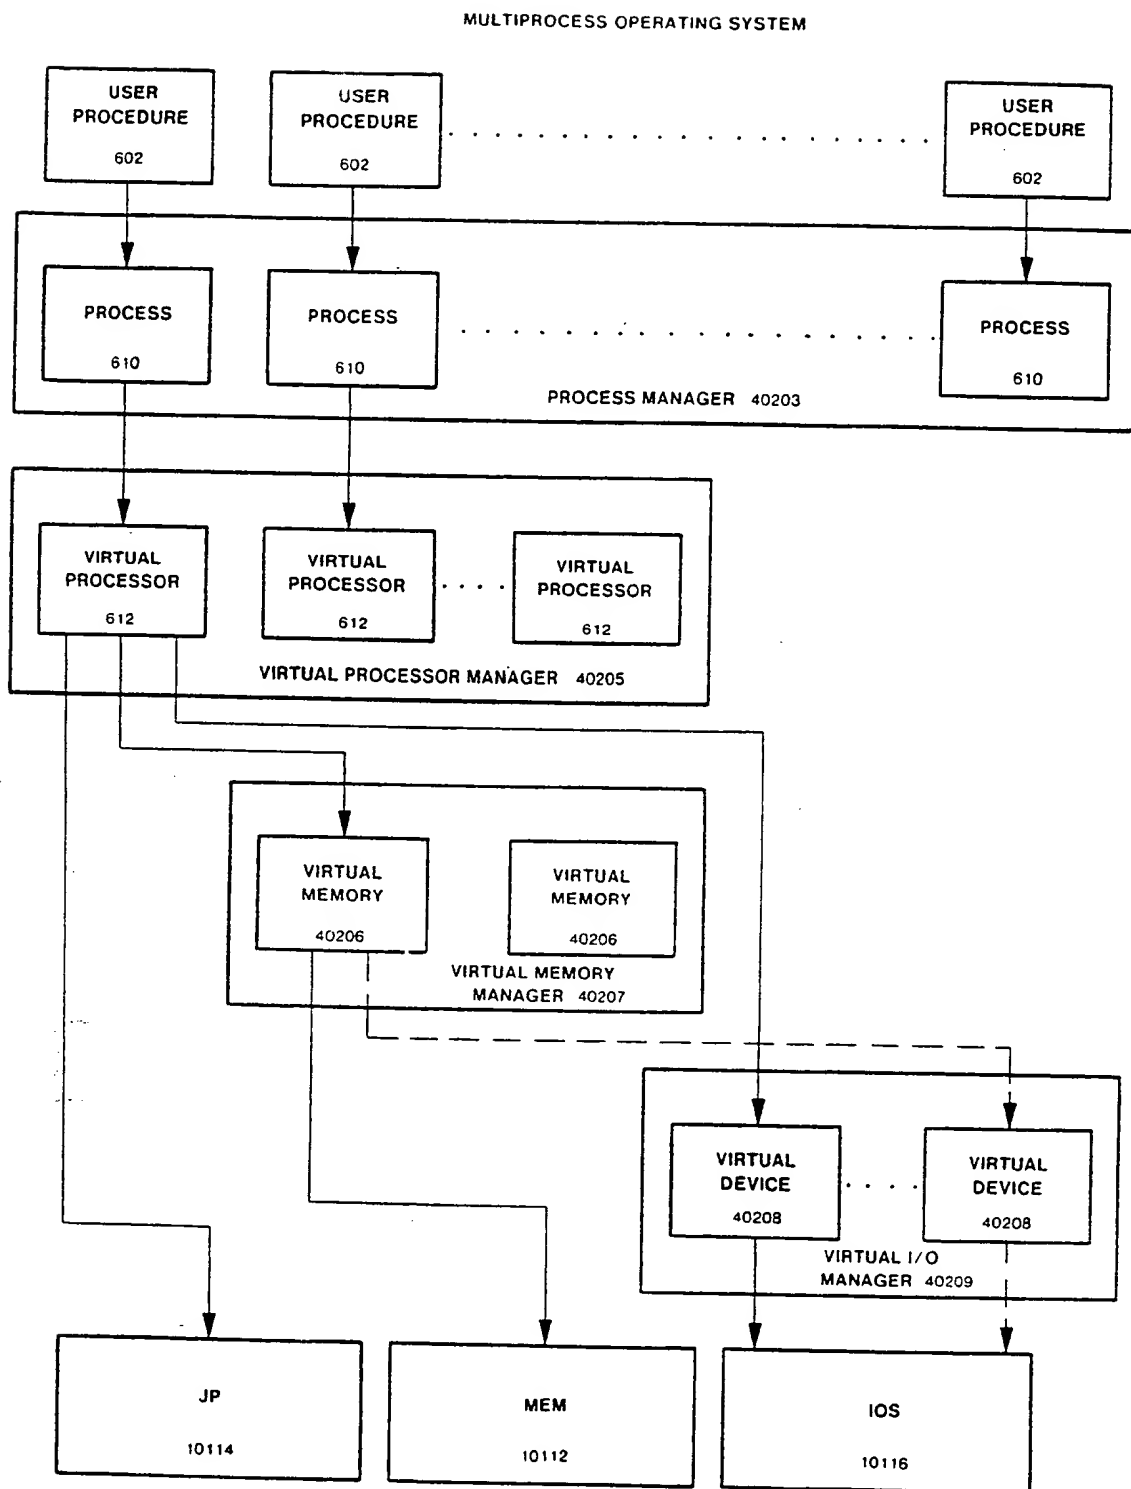 MULTIPROCESS OPERATING SYSTEM
USER
PROCEDURE
602
USER
PROCEDURE
602
USER
PROCEDURE
602
PROCESS
610
PROCESS
610
PROCESS
610
PROCESS MANAGER 40203
VIRTUAL
PROCESSOR
612
VIRTUAL
PROCESSOR
612
VIRTUAL
PROCESSOR
612
VIRTUAL PROCESSOR MANAGER 40205
VIRTUAL
MEMORY
40206
VIRTUAL
MEMORY
40206
VIRTUAL MEMORY
MANAGER 40207
VIRTUAL
DEVICE
40208
VIRTUAL
DEVICE
40208
VIRTUAL I/O
MANAGER 40209
JP
10114
MEM
10112
IOS
10116